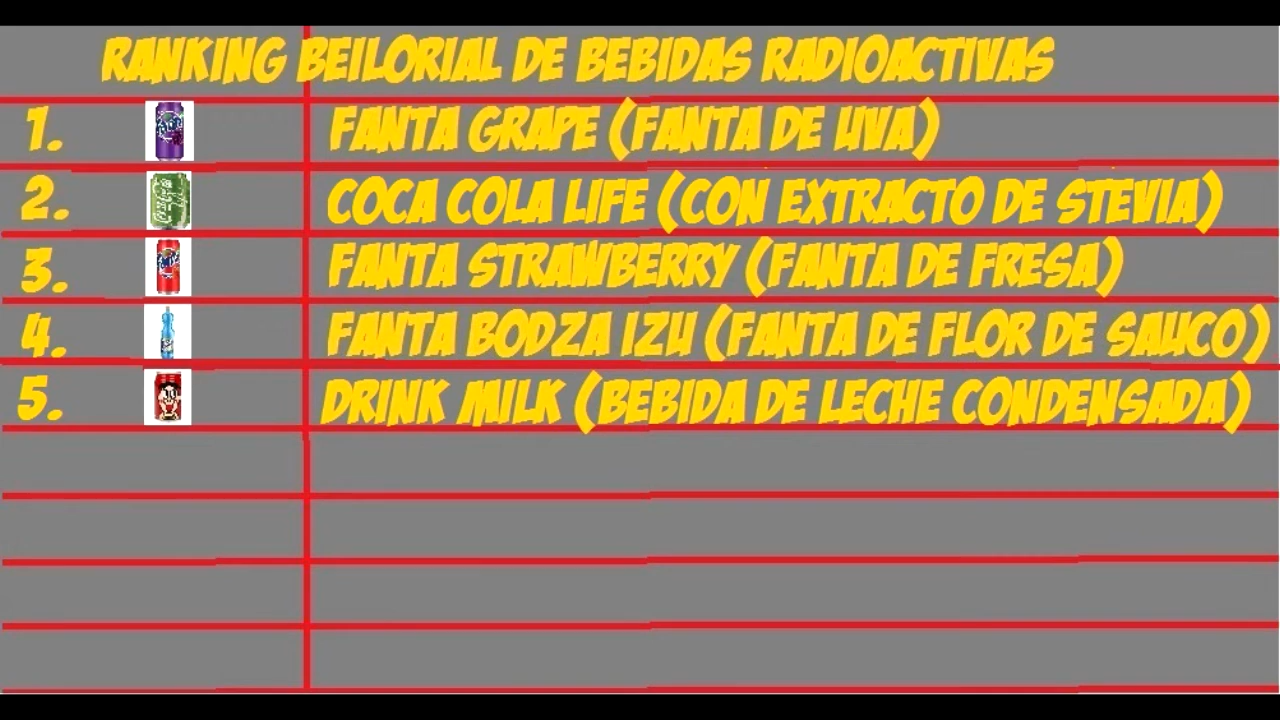 RANKING BEILORIAL DE BEBIDAS RADIOACTIVAS
1. FANTA GRAPE (FANTA DE UVA)
2. COCA COLA LIFE (CON EXTRACTO DE STEVIA)
3. FANTA STRAWBERRY (FANTA DE FRESA)
4. FANTA BODZA IZU (FANTA DE FLOR DE SAUCO)
5. DRINK MILK (BEBIDA DE LECHE CONDENSADA)